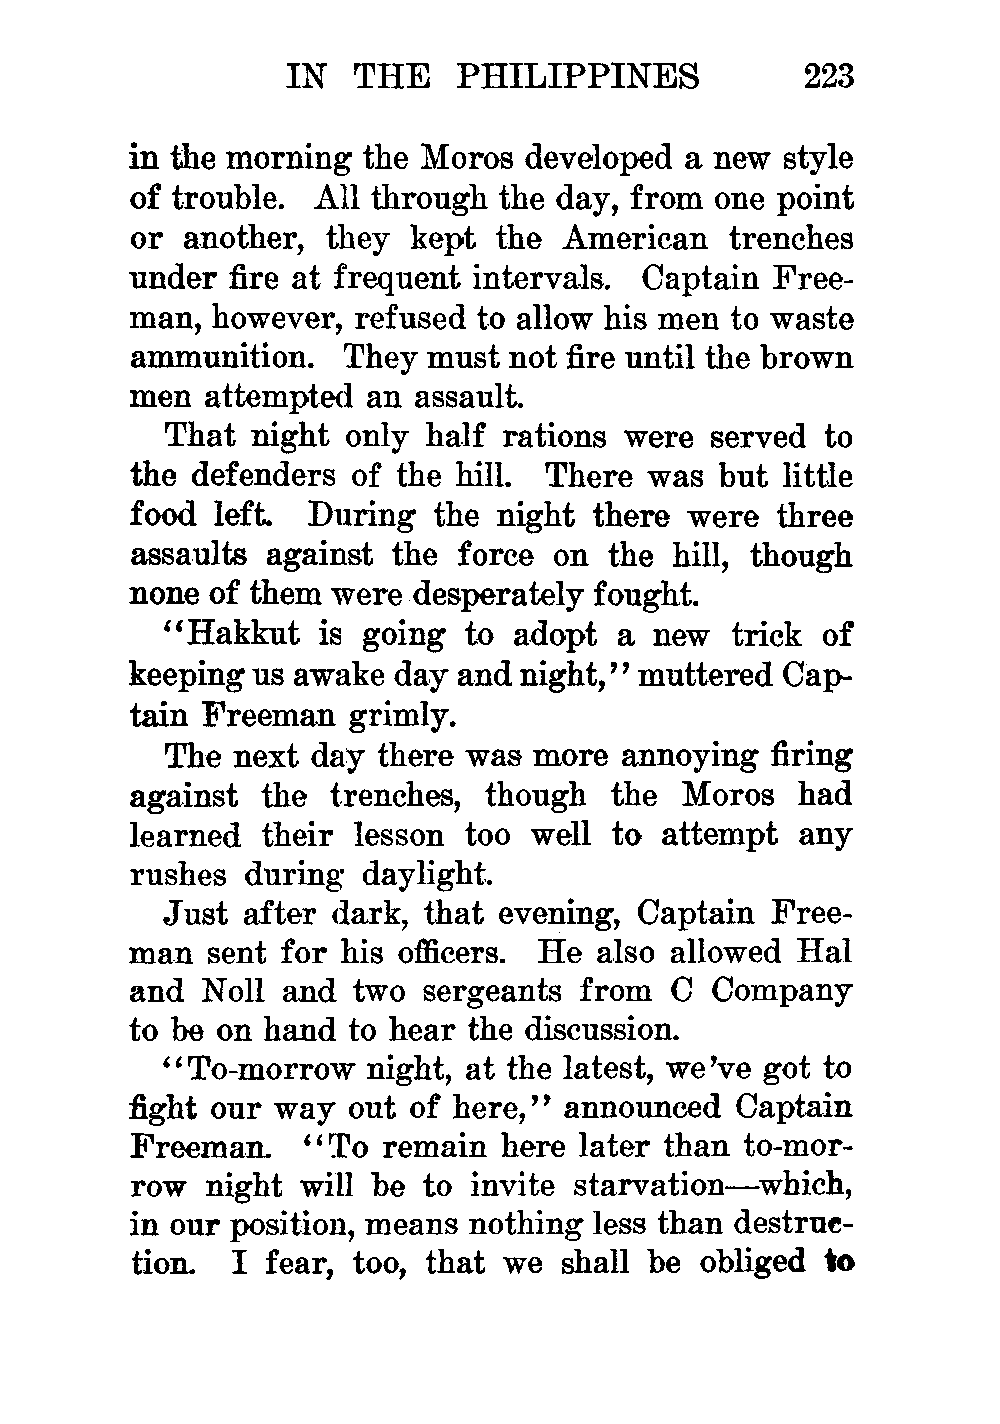 IN THE PHILIPPINES 223
in the morning the Moros developed a new style
of trouble. All through the day, from one point
or another, they kept the American trenches
under fire at frequent intervals. Captain Free-
man, however, refused to allow his men to waste
ammunition. They must not fire until the brown
men attempted an assault.
That night only half rations were served to
the defenders of the hill. There was but little
food left. During the night there were three
assaults against the force on the hill, though
none of them were desperately fought.
“Hakkut is going to adopt a new trick of
keeping us awake day and night,” muttered Cap-
tain Freeman grimly.
The next day there was more annoying firing
against the trenches, though the Moros had
learned their lesson too well to attempt any
rushes during daylight.
Just after dark, that evening, Captain Free-
man sent for his officers. He also allowed Hal
and Noll and two sergeants from C Company
to be on hand to hear the discussion.
“To-morrow night, at the latest, we’ve got to
fight our way out of here,” announced Captain
Freeman. “To remain here later than to-mor-
row night will be to invite starvation—which,
in our position, means nothing less than destruc-
tion. I fear, too, that we shall be obliged to